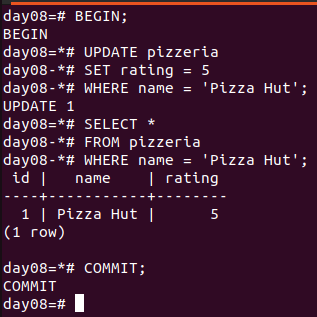 day08=# BEGIN;
BEGIN
day08=*# UPDATE pizzeria
day08-*# SET rating = 5
day08-*# WHERE name = 'Pizza Hut';
UPDATE 1
day08=*# SELECT *
day08-*# FROM pizzeria
day08-*# WHERE name = 'Pizza Hut';
 id |   name    | rating
----+-----------+--------
  1 | Pizza Hut |      5
(1 row)

day08=*# COMMIT;
COMMIT
day08=#